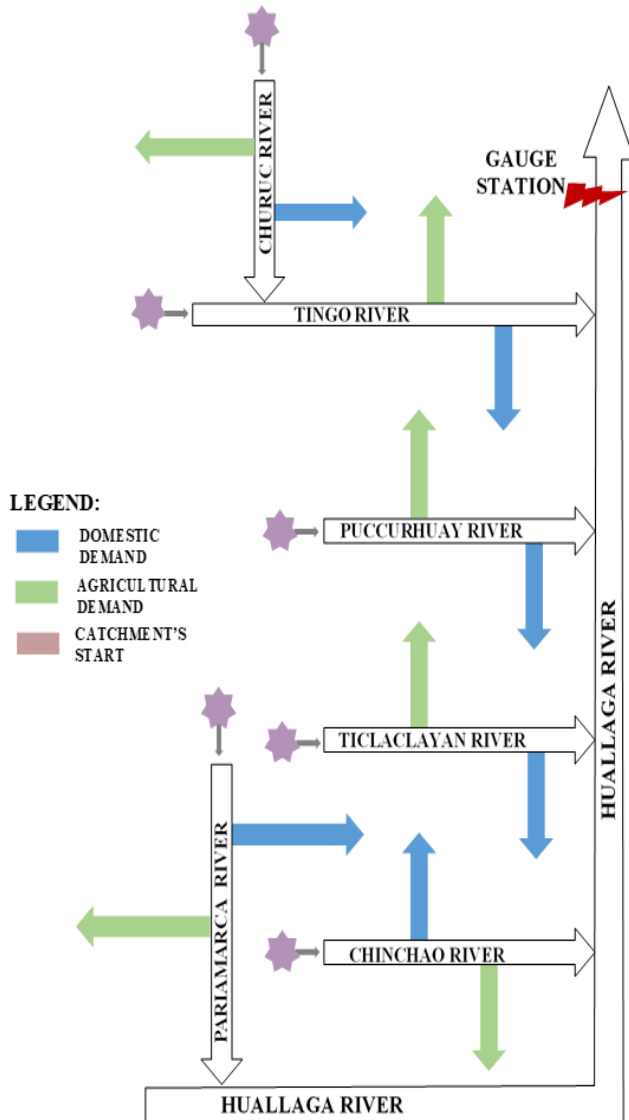 CHURUC RIVER
GAUGE
STATION
TINGO RIVER
LEGEND:
DOMESTIC
DEMAND
AGRICULTURAL
DEMAND
CATCHMENT'S
START
PUCCURHUAY RIVER
TICLACLAYAN RIVER
HUALLAGA RIVER
PARIAMARCA RIVER
CHINCHAO RIVER
HUALLAGA RIVER